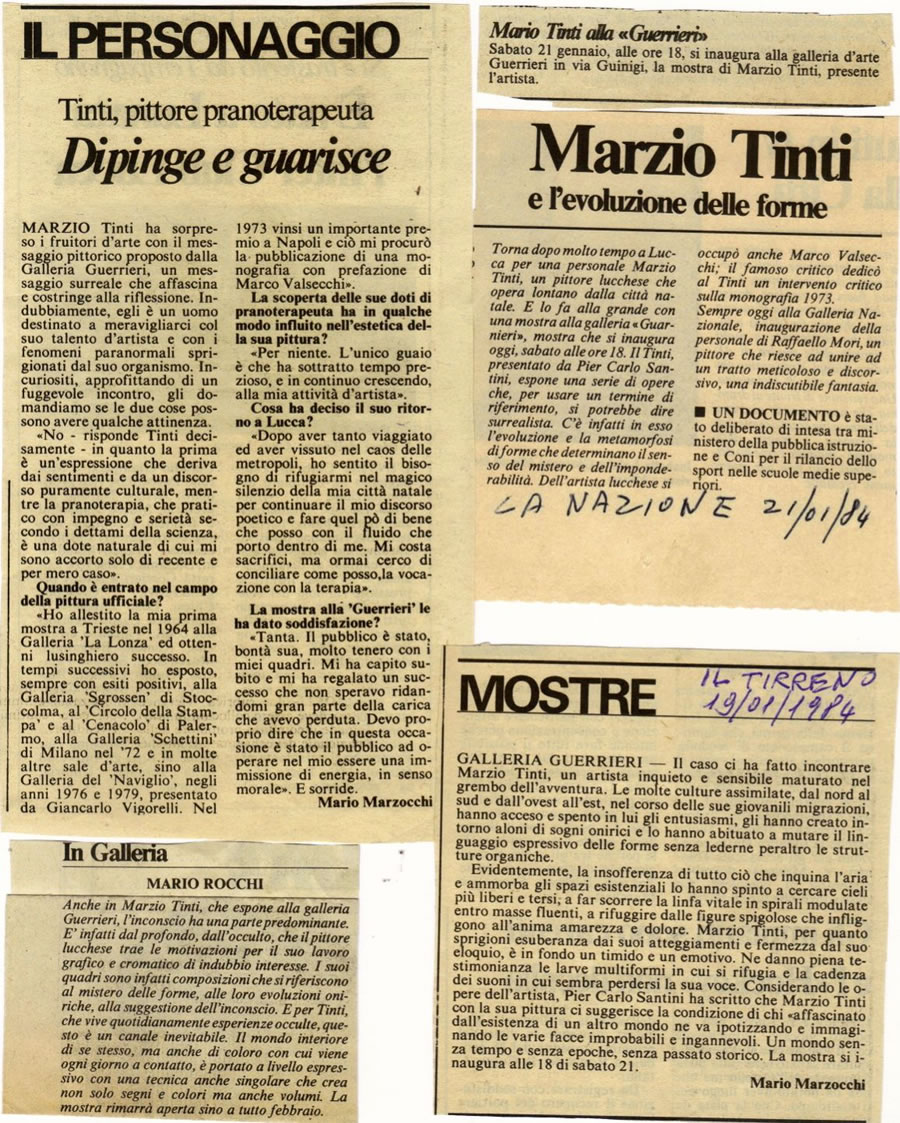 IL PERSONAGGIO
Tinti, pittore pranoterapeuta
Dipinge e guarisce
MARZIO Tinti ha sorpre-
so i fruitori d'arte con il mes-
saggio pittorico proposto dalla
Galleria Guerrieri, un mes-
saggio surreale che affascina
e costringe alla riflessione. In-
dubbiamente, egli è un uomo
destinato a meravigliarci col
suo talento d'artista e con i
fenomeni paranormali spri-
gionati dal suo organismo. In-
curiositi, approfittando di un
fuggevole incontro, gli do-
mandiamo se le due cose pos-
sono avere qualche attinenza.
«No - risponde Tinti deci-
samente - in quanto la prima
è un'espressione che deriva
dai sentimenti e da un discor-
so puramente culturale, men-
tre la pranoterapia, che prati-
co con impegno e serietà se-
condo i dettami della scienza,
è una dote naturale di cui mi
sono accorto solo di recente e
per mero caso».
Quando è entrato nel campo
della pittura ufficiale?
«Ho allestito la mia prima
mostra a Trieste nel 1964 alla
Galleria 'La Lonza' ed otten-
ni lusinghiero successo. In
tempi successivi ho esposto,
sempre con esiti positivi, alla
Galleria 'Sgrossen' di Stoc-
colma, al 'Circolo della Stam-
pa' e al 'Cenacolo' di Paler-
mo, alla Galleria 'Schettini'
di Milano nel '72 e in molte
altre sale d'arte, sino alla
Galleria del 'Naviglio', negli
anni 1976 e 1979, presentato
da Giancarlo Vigorelli. Nel
1973 vinsi un importante pre-
mio a Napoli e ciò mi procurò
la pubblicazione di una mo-
nografia con prefazione di
Marco Valsecchi».
La scoperta delle sue doti di
pranoterapeuta ha in qualche
modo influito nell'estetica del-
la sua pittura?
«Per niente. L'unico guaio
è che ha sottratto tempo pre-
zioso, e in continuo crescendo,
alla mia attività d'artista».
Cosa ha deciso il suo ritor-
no a Lucca?
«Dopo aver tanto viaggiato
ed aver vissuto nel caos delle
metropoli, ho sentito il biso-
gno di rifugiarmi nel magico
silenzio della mia città natale
per continuare il mio discorso
poetico e fare quel pò di bene
che posso con il fluido che
porto dentro di me. Mi costa
sacrifici, ma ormai cerco di
conciliare come posso,la voca-
zione con la terapia».
La mostra alla 'Guerrieri' le
ha dato soddisfazione?
«Tanta. Il pubblico è stato,
bontà sua, molto tenero con i
miei quadri. Mi ha capito su-
bito e mi ha regalato un suc-
cesso che non speravo ridan-
domi gran parte della carica
che avevo perduta. Devo pro-
prio dire che in questa occa-
sione è stato il pubblico ad o-
perare nel mio essere una im-
missione di energia, in senso
morale». E sorride.
Mario Marzocchi
In Galleria
MARIO ROCCHI
Anche in Marzio Tinti, che espone alla galleria
Guerrieri, l'inconscio ha una parte predominante.
E' infatti dal profondo, dall'occulto, che il pittore
lucchese trae le motivazioni per il suo lavoro
grafico e cromatico di indubbio interesse. I suoi
quadri sono infatti composizioni che si riferiscono
al mistero delle forme, alle loro evoluzioni oni-
riche, alla suggestione dell'inconscio. E per Tinti,
che vive quotidianamente esperienze occulte, que-
sto è un canale inevitabile. Il mondo interiore
di se stesso, ma anche di coloro con cui viene
ogni giorno a contatto, è portato a livello espres-
sivo con una tecnica anche singolare che crea
non solo segni e colori ma anche volumi. La
mostra rimarrà aperta sino a tutto febbraio.
Mario Tinti alla «Guerrieri»
Sabato 21 gennaio, alle ore 18, si inaugura alla galleria d'arte
Guerrieri in via Guinigi, la mostra di Marzio Tinti, presente
l'artista.
Marzio Tinti
e l'evoluzione delle forme
Torna dopo molto tempo a Luc-
ca per una personale Marzio
Tinti, un pittore lucchese che
opera lontano dalla città na-
tale. E lo fa alla grande con
una mostra alla galleria «Guar-
nieri», mostra che si inaugura
oggi, sabato alle ore 18. Il Tinti,
presentato da Pier Carlo San-
tini, espone una serie di opere
che, per usare un termine di
riferimento, si potrebbe dire
surrealista. C'è infatti in esso
l'evoluzione e la metamorfosi
di forme che determinano il sen-
so del mistero e dell'imponde-
rabilità. Dell'artista lucchese si
occupò anche Marco Valsec-
chi; il famoso critico dedicò
al Tinti un intervento critico
sulla monografia 1973.
Sempre oggi alla Galleria Na-
zionale, inaugurazione della
personale di Raffaello Mori, un
pittore che riesce ad unire ad
un tratto meticoloso e discor-
sivo, una indiscutibile fantasia.
■ UN DOCUMENTO è sta-
to deliberato di intesa tra mi-
nistero della pubblica istruzio-
ne e Coni per il rilancio dello
sport nelle scuole medie supe-
riori.
LA NAZIONE 21/01/84
MOSTRE
IL TIRRENO
19/01/1984
GALLERIA GUERRIERI — Il caso ci ha fatto incontrare
Marzio Tinti, un artista inquieto e sensibile maturato nel
grembo dell'avventura. Le molte culture assimilate, dal nord al
sud e dall'ovest all'est, nel corso delle sue giovanili migrazioni,
hanno acceso e spento in lui gli entusiasmi, gli hanno creato in-
torno aloni di sogni onirici e lo hanno abituato a mutare il lin-
guaggio espressivo delle forme senza lederne peraltro le strut-
ture organiche.
Evidentemente, la insofferenza di tutto ciò che inquina l'aria
e ammorba gli spazi esistenziali lo hanno spinto a cercare cieli
più liberi e tersi; a far scorrere la linfa vitale in spirali modulate
entro masse fluenti, a rifuggire dalle figure spigolose che inflig-
gono all'anima amarezza e dolore. Marzio Tinti, per quanto
sprigioni esuberanza dai suoi atteggiamenti e fermezza dal suo
eloquio, è in fondo un timido e un emotivo. Ne danno piena te-
stimonianza le larve multiformi in cui si rifugia e la cadenza
dei suoni in cui sembra perdersi la sua voce. Considerando le o-
pere dell'artista, Pier Carlo Santini ha scritto che Marzio Tinti
con la sua pittura ci suggerisce la condizione di chi «affascinato
dall'esistenza di un altro mondo ne va ipotizzando e immagi-
nando le varie facce improbabili e ingannevoli. Un mondo sen-
za tempo e senza epoche, senza passato storico. La mostra si i-
naugura alle 18 di sabato 21.
Mario Marzocchi